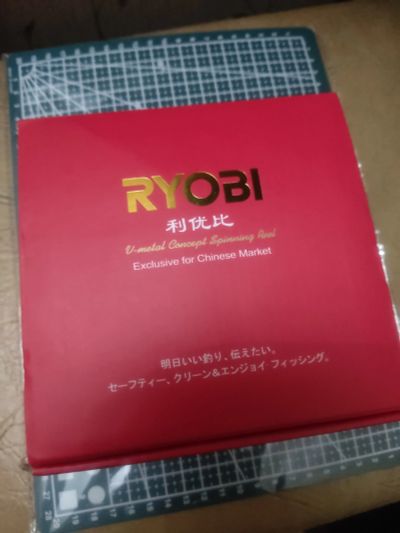 RYOBI
利优比
V-metal Concept Spinning Reel
Exclusive for Chinese Market
明日いい釣り、伝えたい。
セーフティー、クリーン&エンジョイ フィッシング。